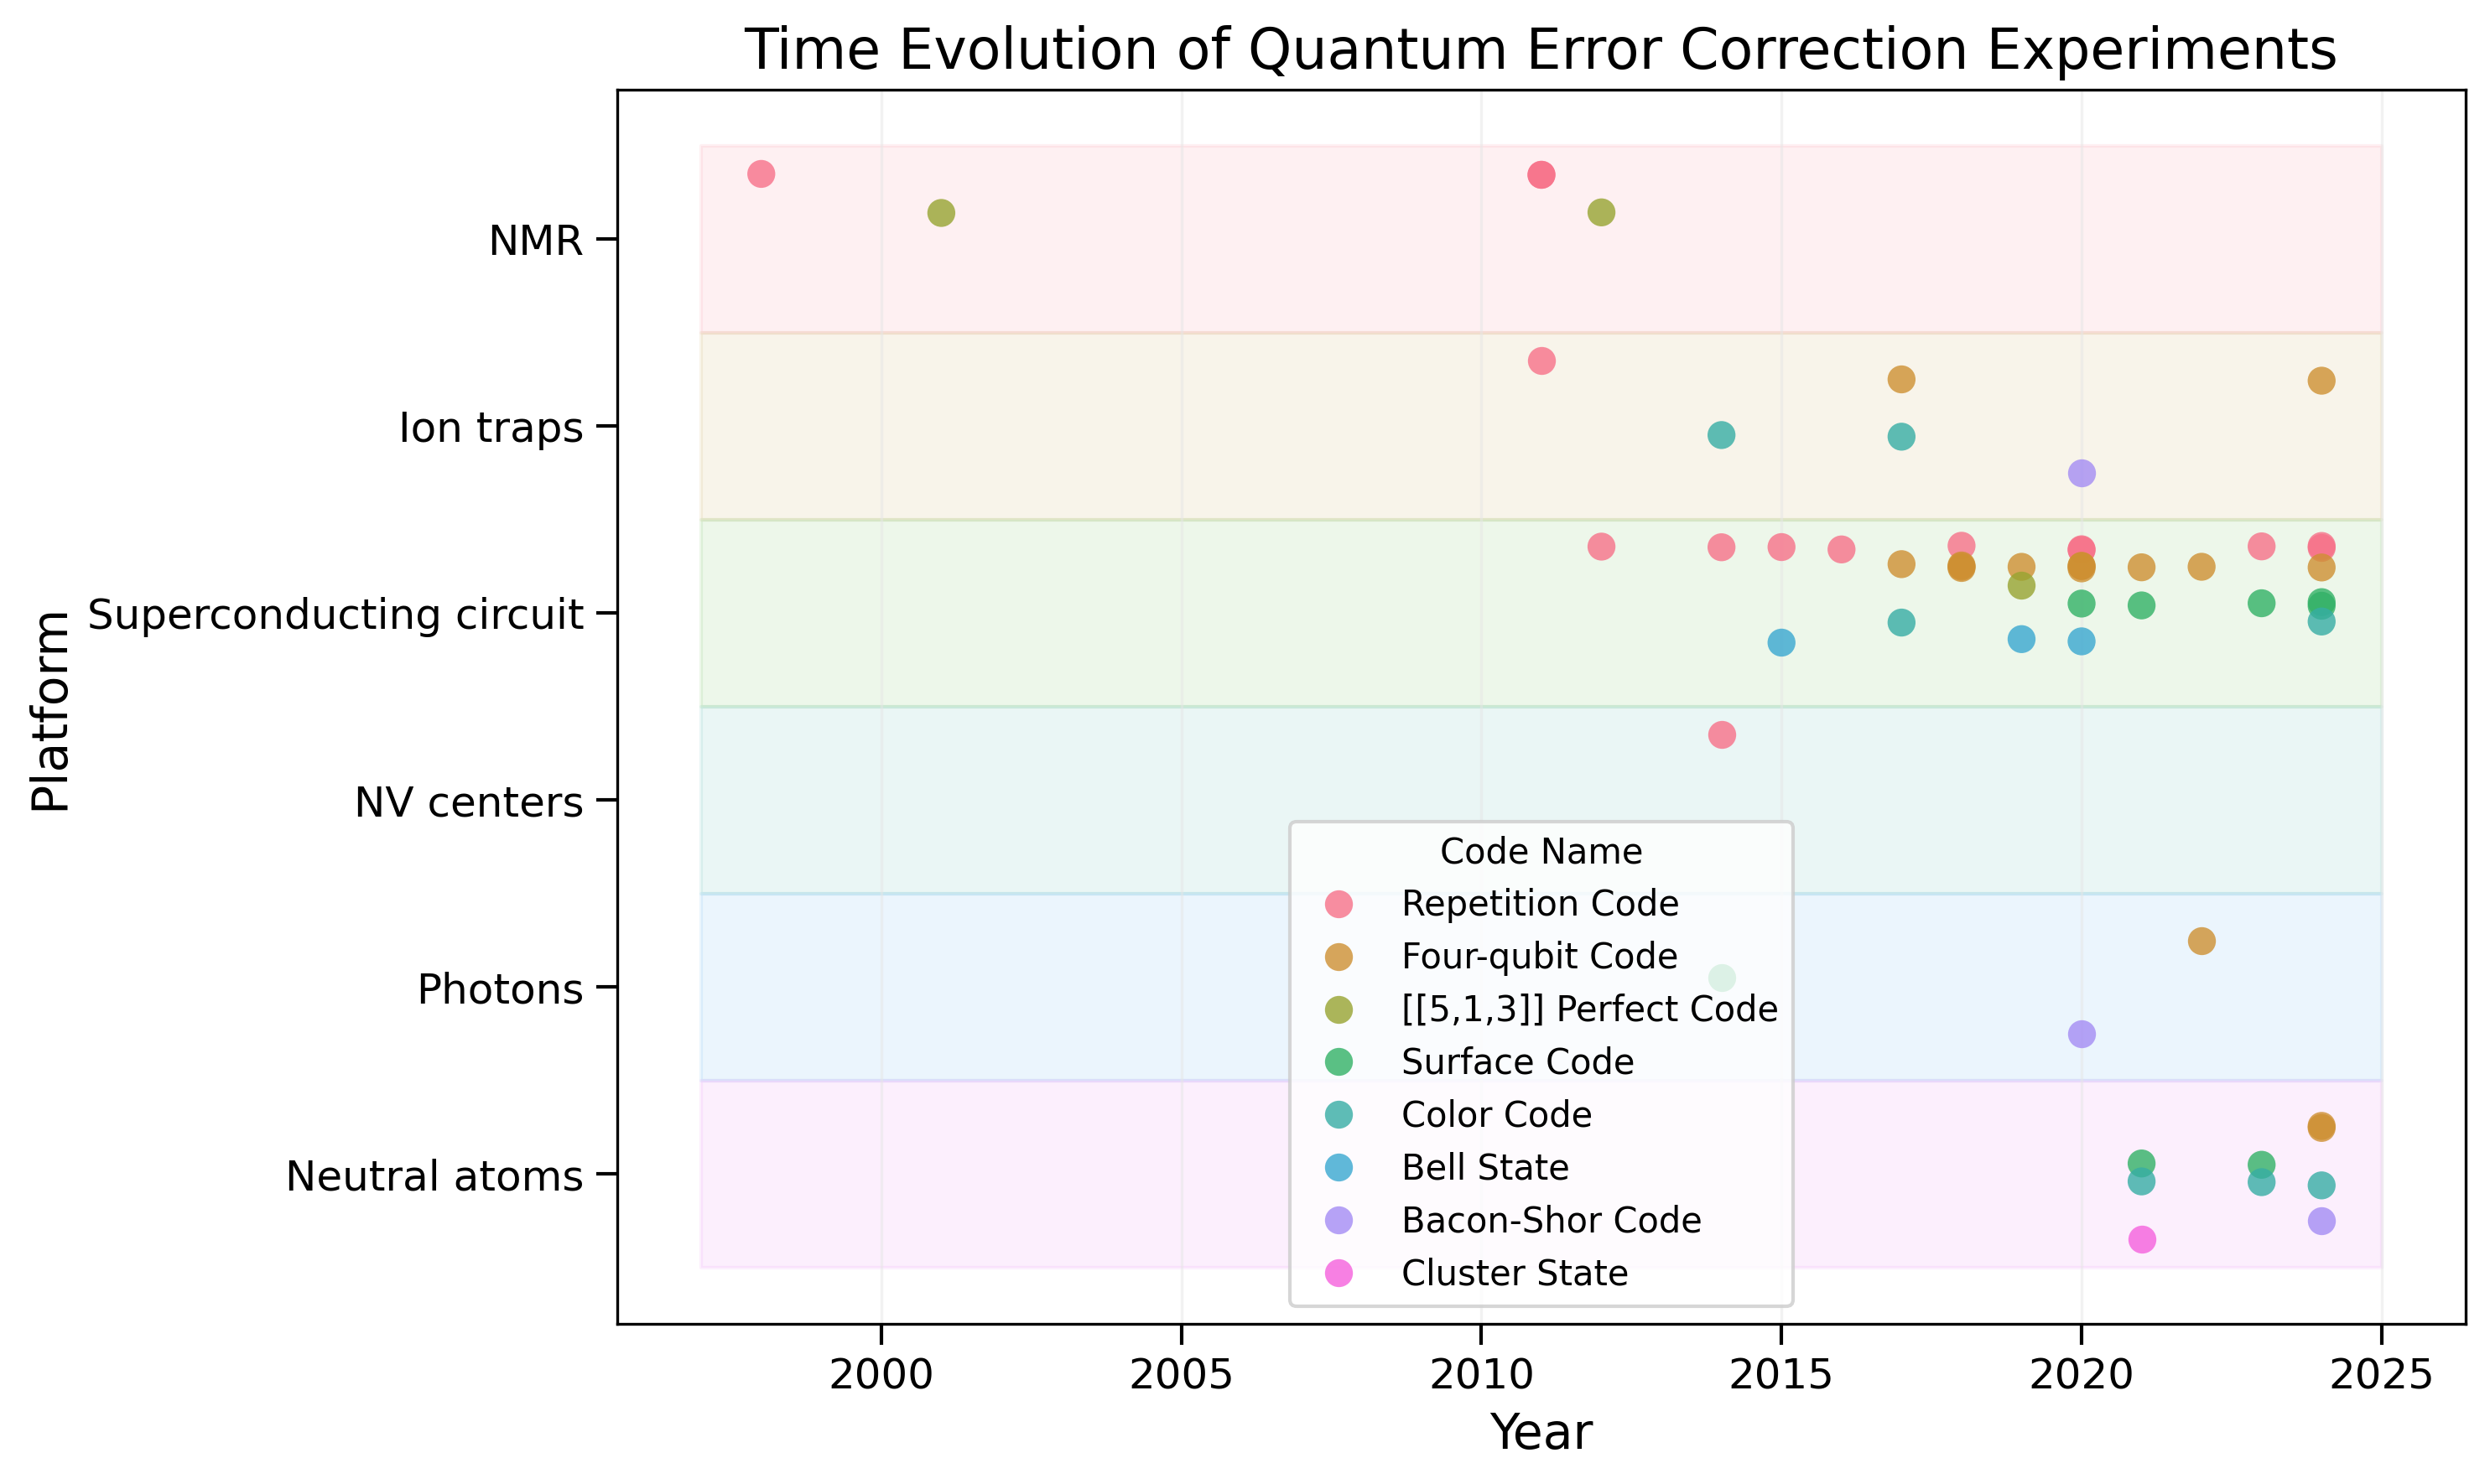 Time Evolution of Quantum Error Correction Experiments
Platform
NMR
Ion traps
Superconducting circuit
NV centers
Photons
Neutral atoms
Code Name
Repetition Code
Four-qubit Code
[[5,1,3]] Perfect Code
Surface Code
Color Code
Bell State
Bacon-Shor Code
Cluster State
2000 2005 2010 2015 2020 2025
Year